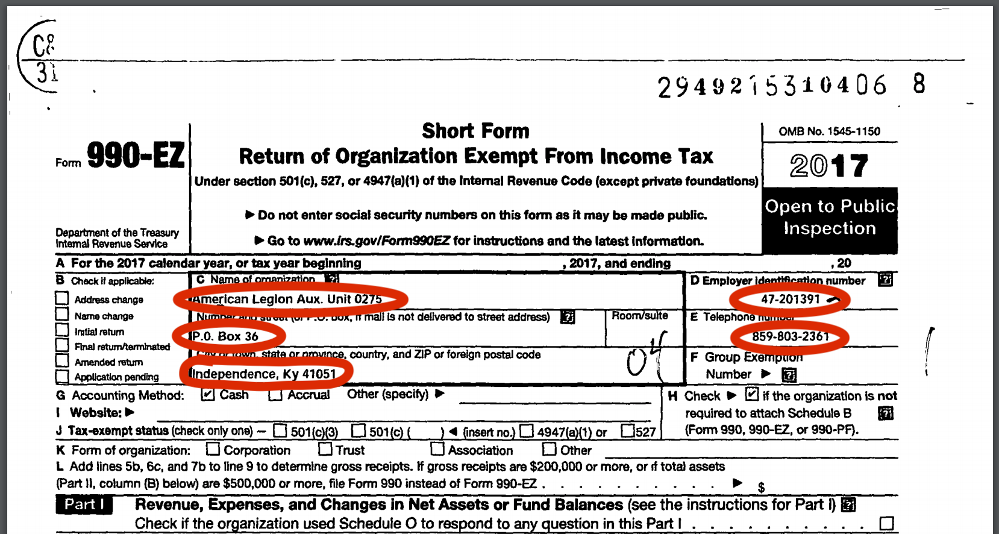 C8
31
2949215310406 8
Form 990-EZ
Short Form
Return of Organization Exempt From Income Tax
Under section 501(c), 527, or 4947(a)(1) of the Internal Revenue Code (except private foundations)
▶ Do not enter social security numbers on this form as it may be made public.
▶ Go to www.irs.gov/Form990EZ for instructions and the latest information.
OMB No. 1545-1150
2017
Open to Public
Inspection
Department of the Treasury
Internal Revenue Service
A For the 2017 calendar year, or tax year beginning , 2017, and ending , 20
B Check if applicable:
Address change
Name change
Initial return
Final return/terminated
Amended return
Application pending
C Name of organization ?
American Legion Aux. Unit 0275
Number and street (or P.O. box, if mail is not delivered to street address) ?
Room/suite
P.O. Box 36
City or town, state or province, country, and ZIP or foreign postal code
Independence, Ky 41051
04
D Employer identification number ?
47-201391
E Telephone number
859-803-2361
F Group Exemption
Number ▶ ?
G Accounting Method: ✔ Cash Accrual Other (specify) ▶
H Check ▶ ✔ if the organization is not
required to attach Schedule B ?
(Form 990, 990-EZ, or 990-PF).
I Website: ▶
J Tax-exempt status (check only one) — 501(c)(3) 501(c) ( ) ◀ (insert no.) 4947(a)(1) or 527
K Form of organization: Corporation Trust Association Other
L Add lines 5b, 6c, and 7b to line 9 to determine gross receipts. If gross receipts are $200,000 or more, or if total assets
(Part II, column (B) below) are $500,000 or more, file Form 990 instead of Form 990-EZ . . . . . . . . . . ▶ $
Part I Revenue, Expenses, and Changes in Net Assets or Fund Balances (see the instructions for Part I) ?
Check if the organization used Schedule O to respond to any question in this Part I . . . . . . . . . .